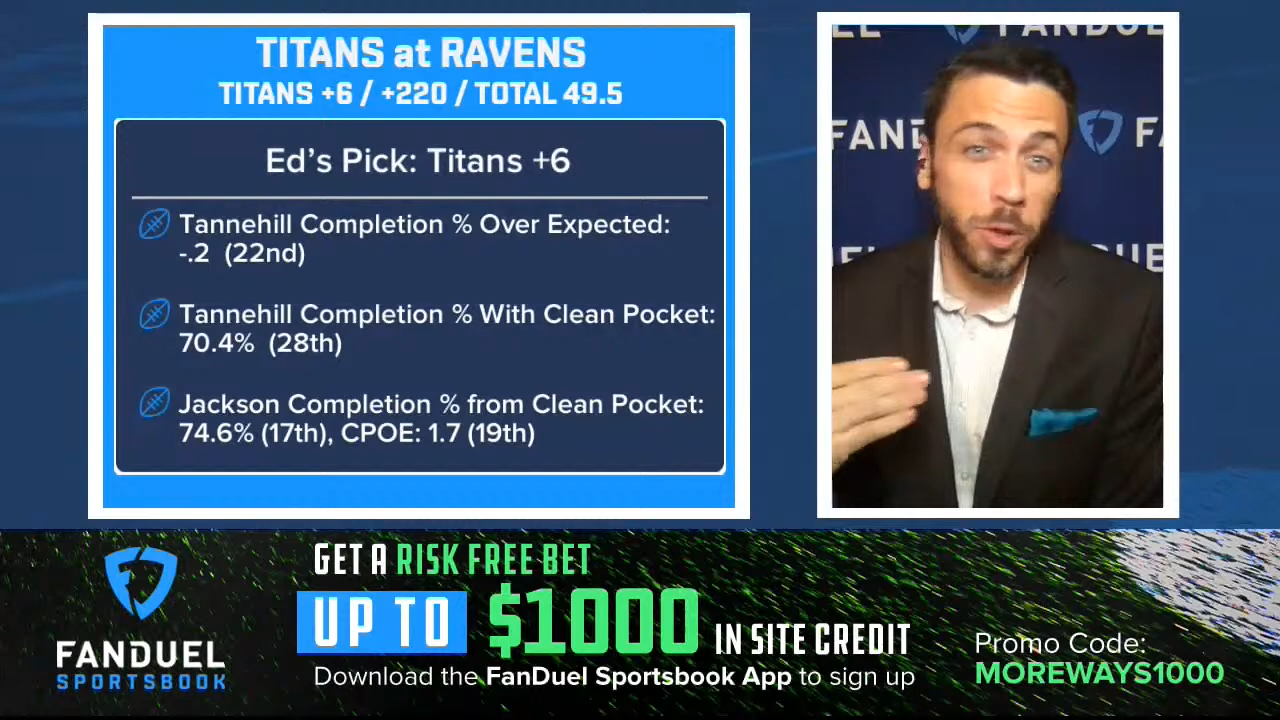 TITANS at RAVENS
TITANS +6 / +220 / TOTAL 49.5
Ed's Pick: Titans +6
Tannehill Completion % Over Expected:
-.2 (22nd)
Tannehill Completion % With Clean Pocket:
70.4% (28th)
Jackson Completion % from Clean Pocket:
74.6% (17th), CPOE: 1.7 (19th)
GET A RISK FREE BET
UP TO $1000 IN SITE CREDIT
Download the FanDuel Sportsbook App to sign up
FANDUEL
SPORTSBOOK
Promo Code:
MOREWAYS1000